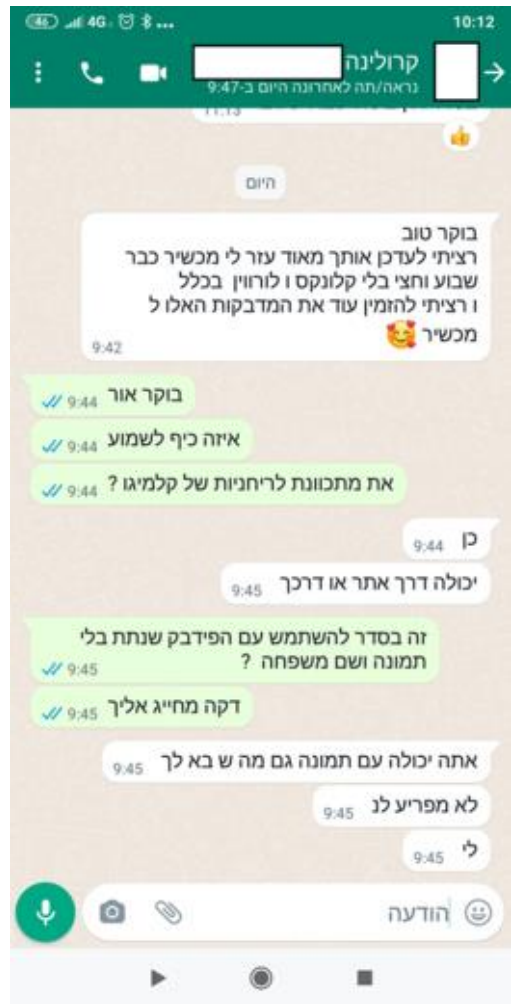 46 4G 10:12
קרולינה
נראה/תה לאחרונה היום ב-9:47
11:13
היום
בוקר טוב
רציתי לעדכן אותך מאוד עזר לי מכשיר כבר
שבוע וחצי בלי קלונקס ו לורווין בכלל
ו רציתי להזמין עוד את המדבקות האלו ל
מכשיר
9:42
בוקר אור 9:44
איזה כיף לשמוע 9:44
את מתכוונת לריחניות של קלמיגו ? 9:44
כן 9:44
יכולה דרך אתר או דרכך 9:45
זה בסדר להשתמש עם הפידבק שנתת בלי
תמונה ושם משפחה ? 9:45
דקה מחייג אליך 9:45
אתה יכולה עם תמונה גם מה ש בא לך 9:45
לא מפריע לנ 9:45
לי 9:45
הודעה